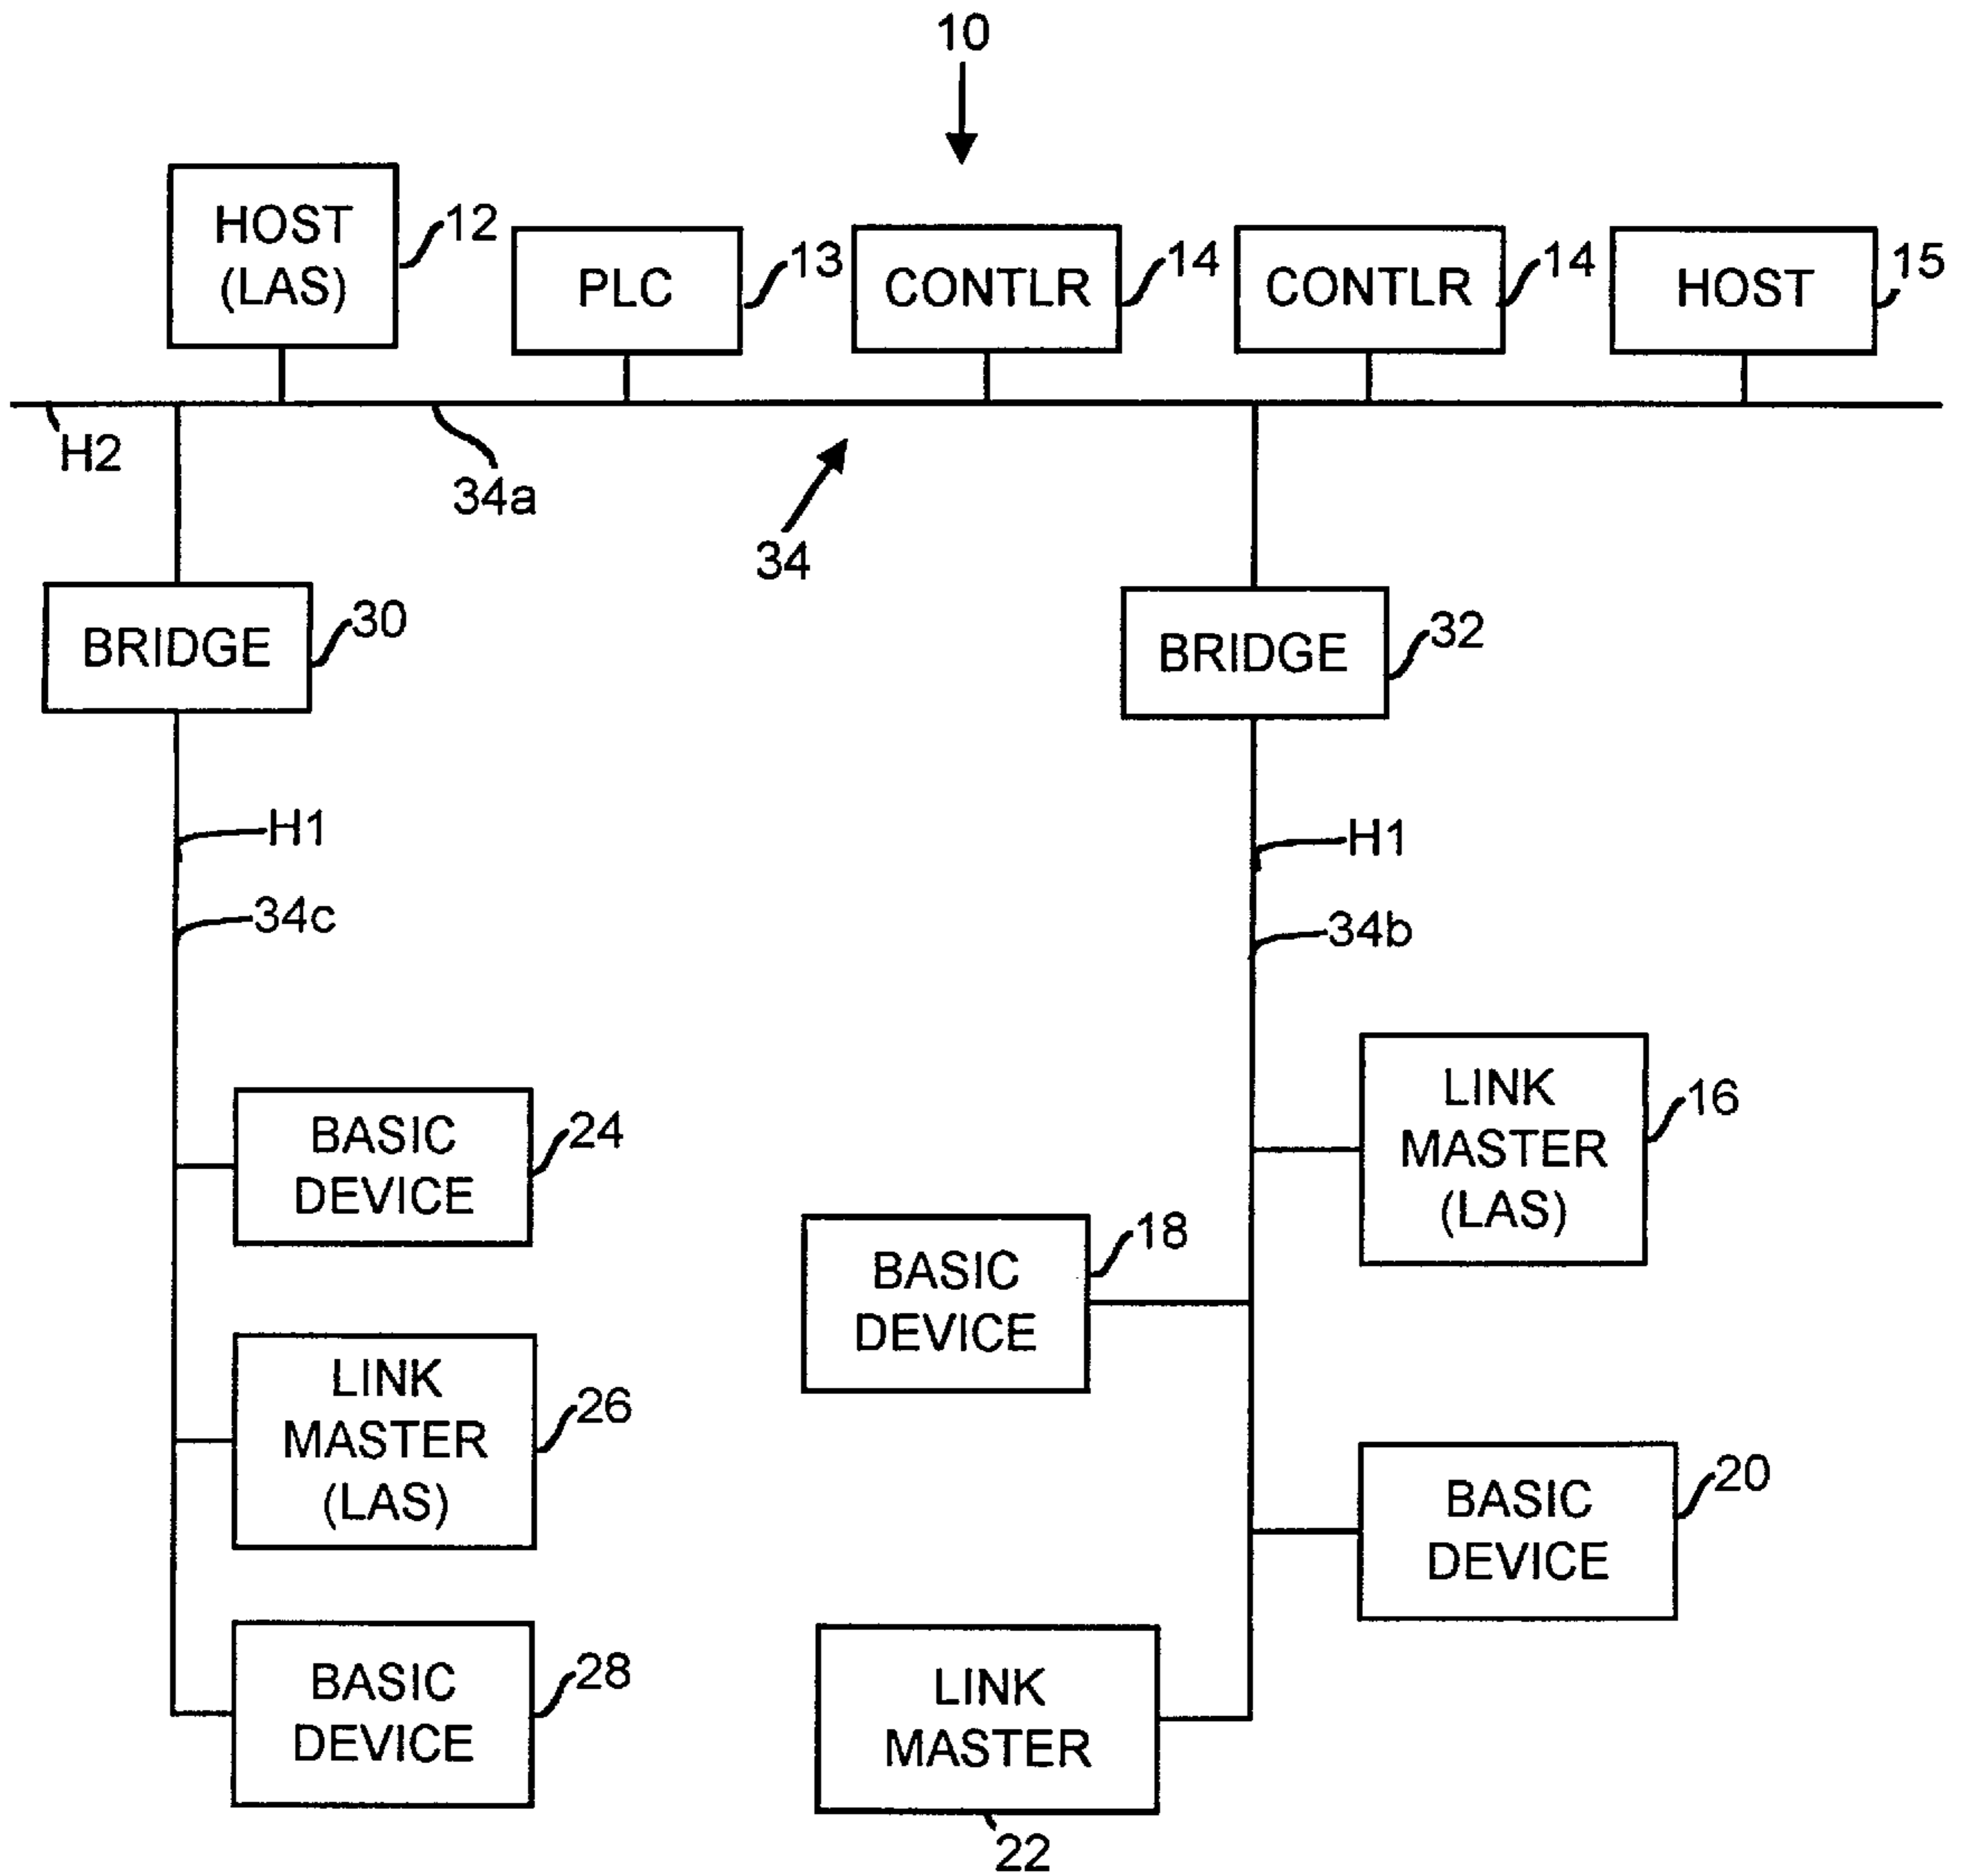 10
HOST
(LAS)
12
PLC
13
CONTLR
14
CONTLR
14
HOST
15
H2
34a
34
BRIDGE
30
BRIDGE
32
H1
H1
34c
34b
BASIC
DEVICE
24
LINK
MASTER
(LAS)
16
BASIC
DEVICE
18
LINK
MASTER
(LAS)
26
BASIC
DEVICE
20
BASIC
DEVICE
28
LINK
MASTER
22